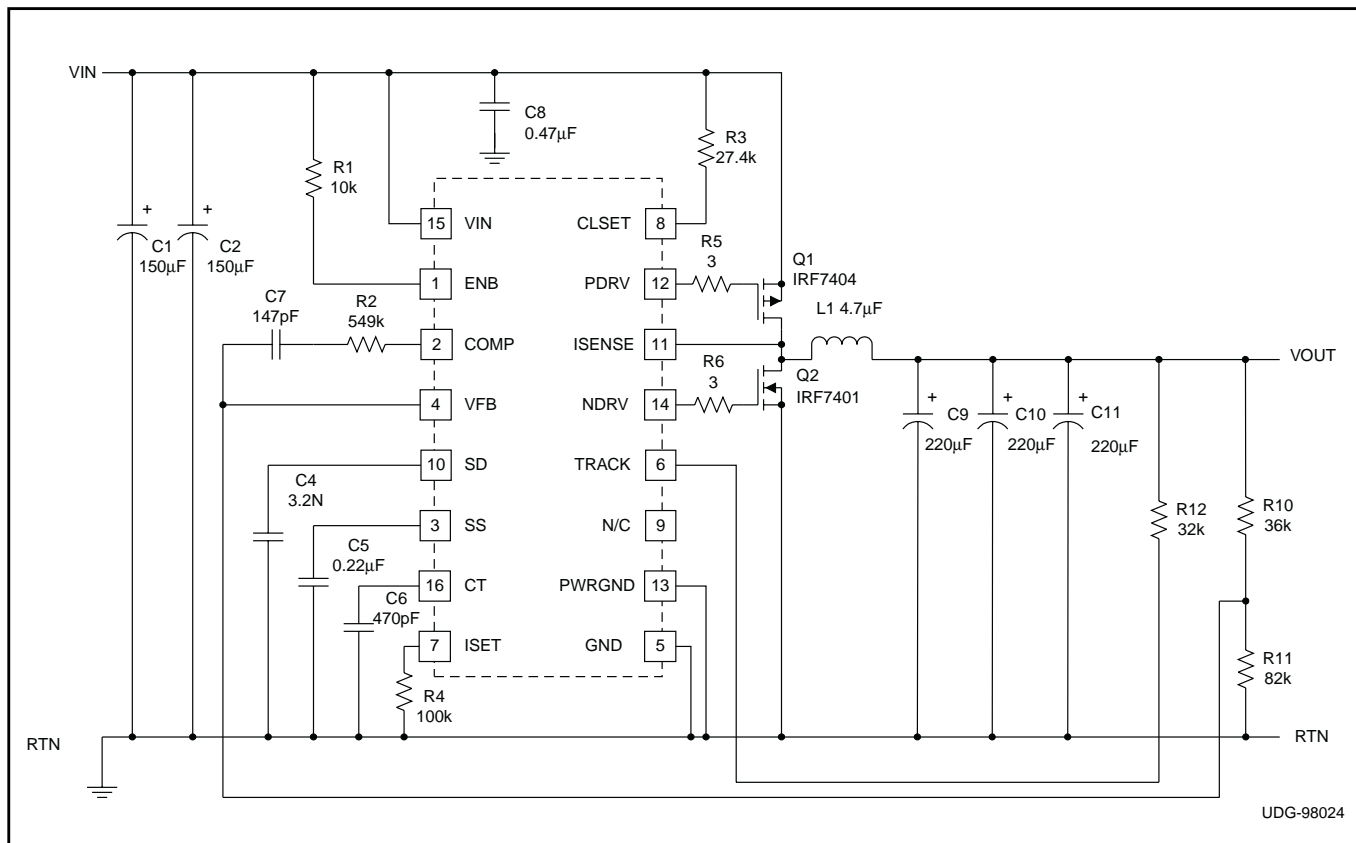 VIN
C8
0.47µF
R3
27.4k
R1
10k
+
C1
150µF
+
C2
150µF
15
VIN
CLSET
8
R5
3
Q1
IRF7404
1
ENB
PDRV
12
L1 4.7µF
C7
147pF
R2
549k
2
COMP
ISENSE
11
VOUT
R6
3
Q2
IRF7401
4
VFB
NDRV
14
+
C9
220µF
+
C10
220µF
+
C11
220µF
C4
3.2N
10
SD
TRACK
6
R12
32k
R10
36k
C5
0.22µF
3
SS
N/C
9
C6
470pF
16
CT
PWRGND
13
7
ISET
GND
5
R4
100k
R11
82k
RTN
RTN
UDG-98024